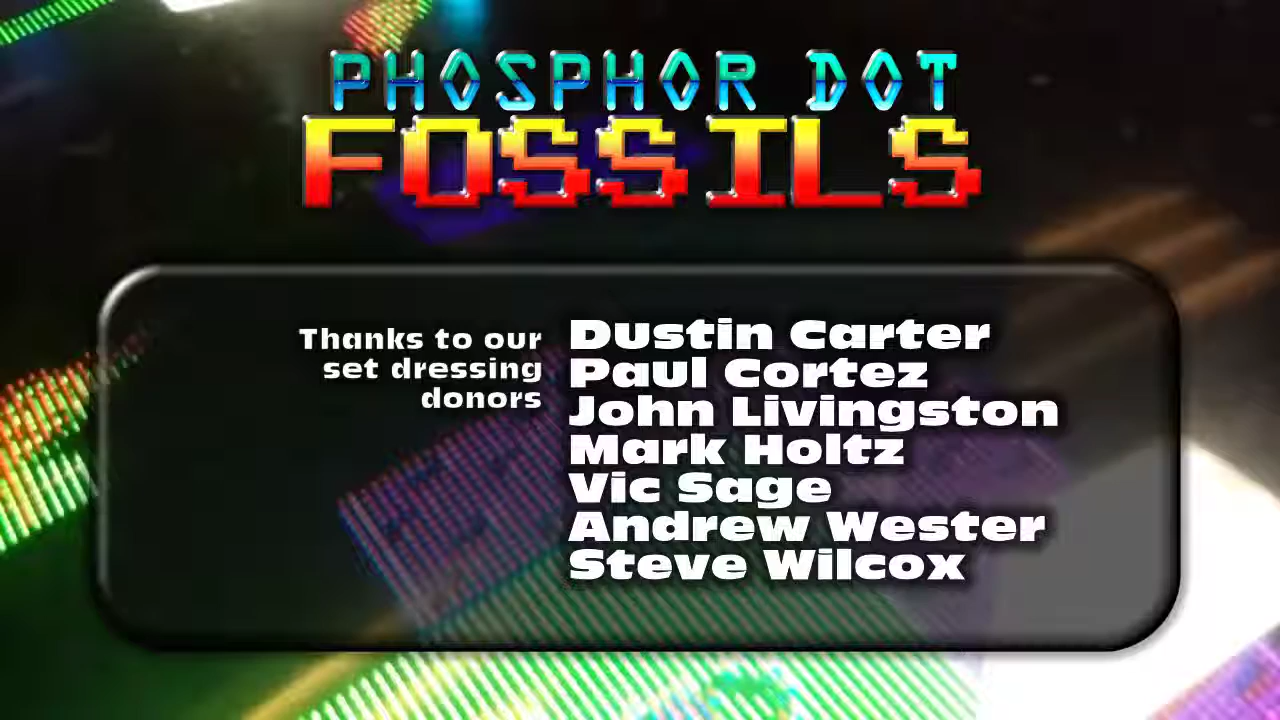 PHOSPHOR DOT
FOSSILS
Thanks to our
set dressing
donors
Dustin Carter
Paul Cortez
John Livingston
Mark Holtz
Vic Sage
Andrew Wester
Steve Wilcox